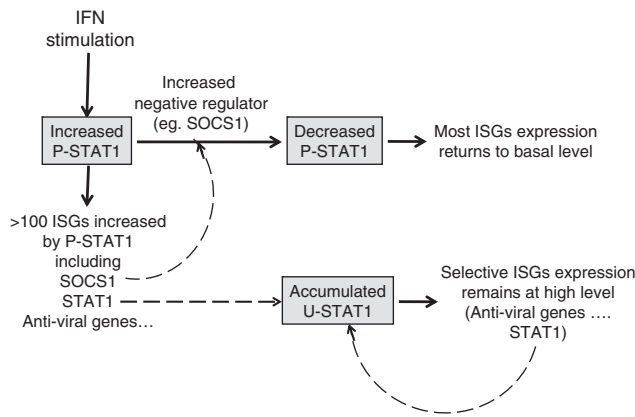 IFN
stimulation
Increased
negative regulator
(eg. SOCS1)
Increased
P-STAT1
Decreased
P-STAT1
Most ISGs expression
returns to basal level
>100 ISGs increased
by P-STAT1
including
SOCS1
STAT1
Anti-viral genes…
Accumulated
U-STAT1
Selective ISGs expression
remains at high level
(Anti-viral genes ….
STAT1)